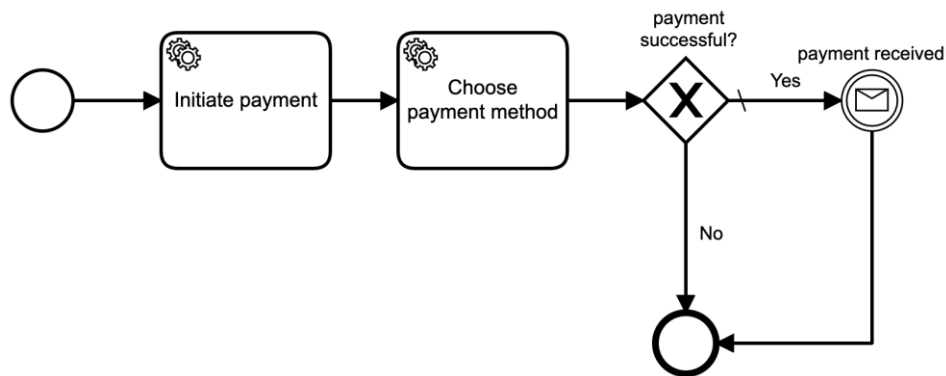 payment
successful?
payment received
Initiate payment
Choose
payment method
Yes
No